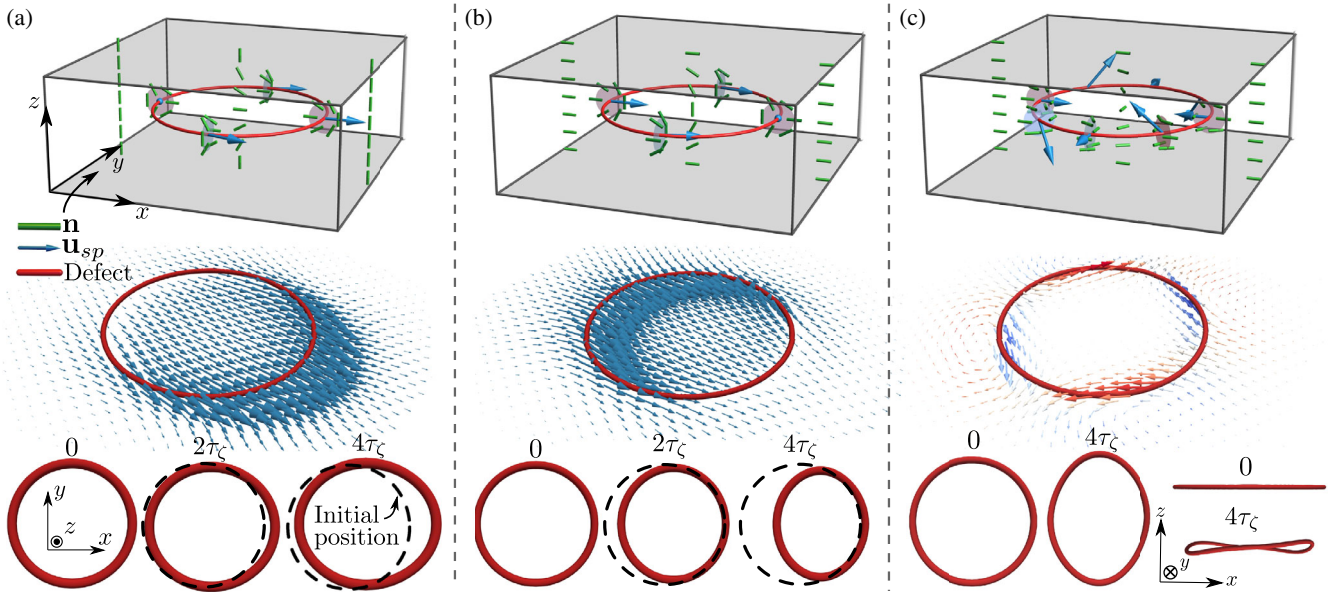 (a) (b) (c)
z
y
x
n
u_sp
Defect
0 2τ_ζ 4τ_ζ
y
z
x
Initial
position
0 2τ_ζ 4τ_ζ
0 4τ_ζ
0
4τ_ζ
z
y
x